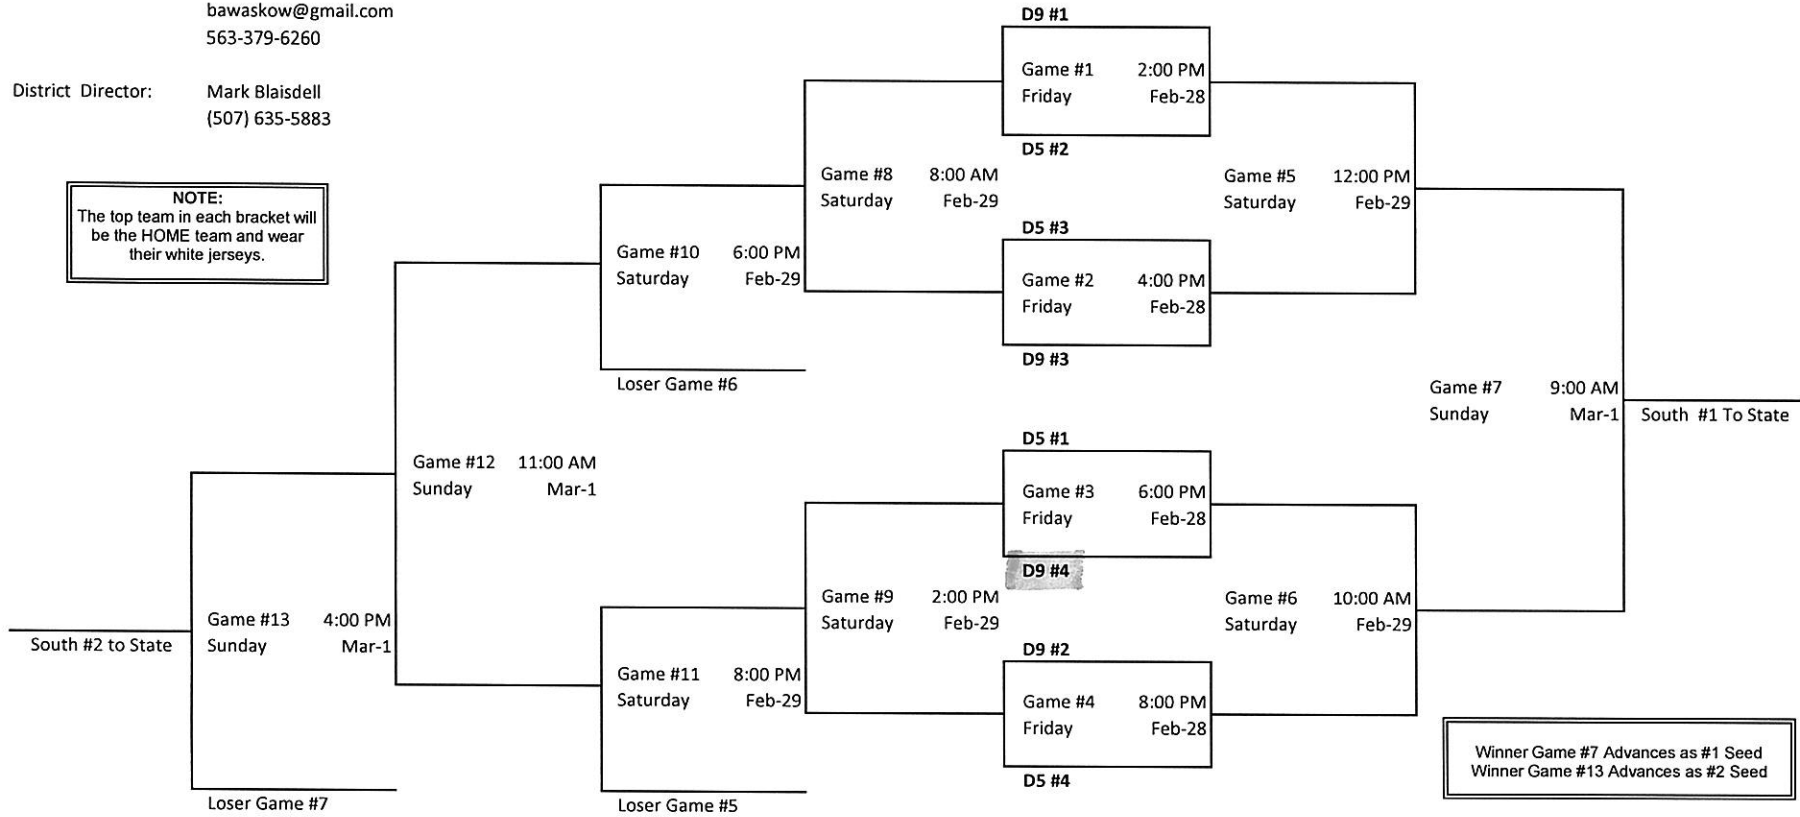 bawaskow@gmail.com
563-379-6260
District Director: Mark Blaisdell
(507) 635-5883
NOTE:
The top team in each bracket will
be the HOME team and wear
their white jerseys.
D9 #1
Game #1 2:00 PM
Friday Feb-28
D5 #2
Game #8 8:00 AM
Saturday Feb-29
Game #5 12:00 PM
Saturday Feb-29
D5 #3
Game #2 4:00 PM
Friday Feb-28
D9 #3
Game #10 6:00 PM
Saturday Feb-29
Loser Game #6
Game #7 9:00 AM
Sunday Mar-1
South #1 To State
Game #12 11:00 AM
Sunday Mar-1
D5 #1
Game #3 6:00 PM
Friday Feb-28
D9 #4
Game #9 2:00 PM
Saturday Feb-29
Game #6 10:00 AM
Saturday Feb-29
D9 #2
Game #4 8:00 PM
Friday Feb-28
D5 #4
Game #13 4:00 PM
Sunday Mar-1
South #2 to State
Game #11 8:00 PM
Saturday Feb-29
Loser Game #7
Loser Game #5
Winner Game #7 Advances as #1 Seed
Winner Game #13 Advances as #2 Seed